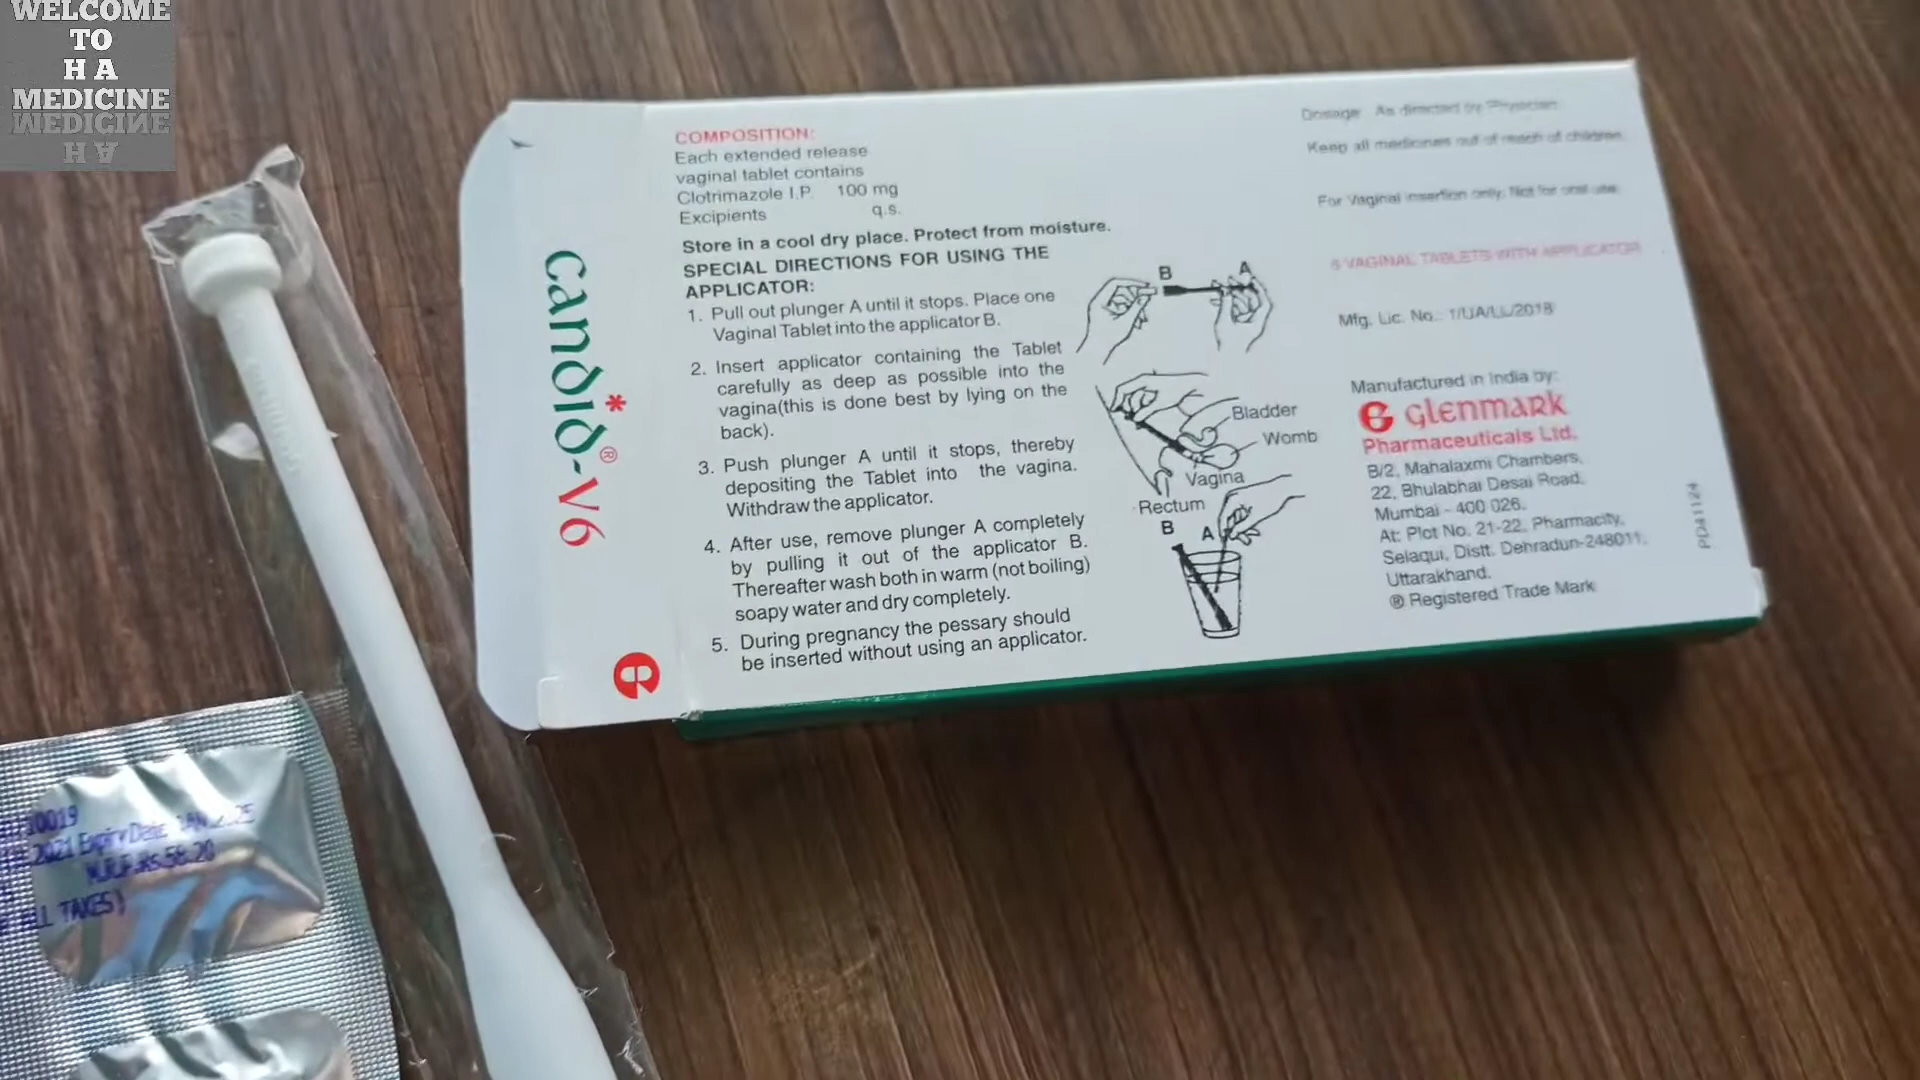 WELCOME
TO
H A
MEDICINE
candid*®-V6
COMPOSITION:
Each extended release
vaginal tablet contains
Clotrimazole I.P. 100 mg
Excipients q.s.
Store in a cool dry place. Protect from moisture.
SPECIAL DIRECTIONS FOR USING THE
APPLICATOR:
1. Pull out plunger A until it stops. Place one
Vaginal Tablet into the applicator B.
2. Insert applicator containing the Tablet
carefully as deep as possible into the
vagina(this is done best by lying on the
back).
3. Push plunger A until it stops, thereby
depositing the Tablet into the vagina.
Withdraw the applicator.
4. After use, remove plunger A completely
by pulling it out of the applicator B.
Thereafter wash both in warm (not boiling)
soapy water and dry completely.
5. During pregnancy the pessary should
be inserted without using an applicator.
B A
Bladder
Womb
Vagina
Rectum
B A
Dosage: As directed by Physician.
Keep all medicines out of reach of children.
For Vaginal insertion only. Not for oral use.
6 VAGINAL TABLETS WITH APPLICATOR
Mfg. Lic. No.: 1/UA/LL/2018
Manufactured in India by:
GLENMARK
Pharmaceuticals Ltd.
B/2, Mahalaxmi Chambers,
22, Bhulabhai Desai Road,
Mumbai - 400 026.
At: Plot No. 21-22, Pharmacity,
Selaqui, Distt. Dehradun-248011,
Uttarakhand.
® Registered Trade Mark
PD41124
10019
2021 Expiry Date
ALL TAXES)